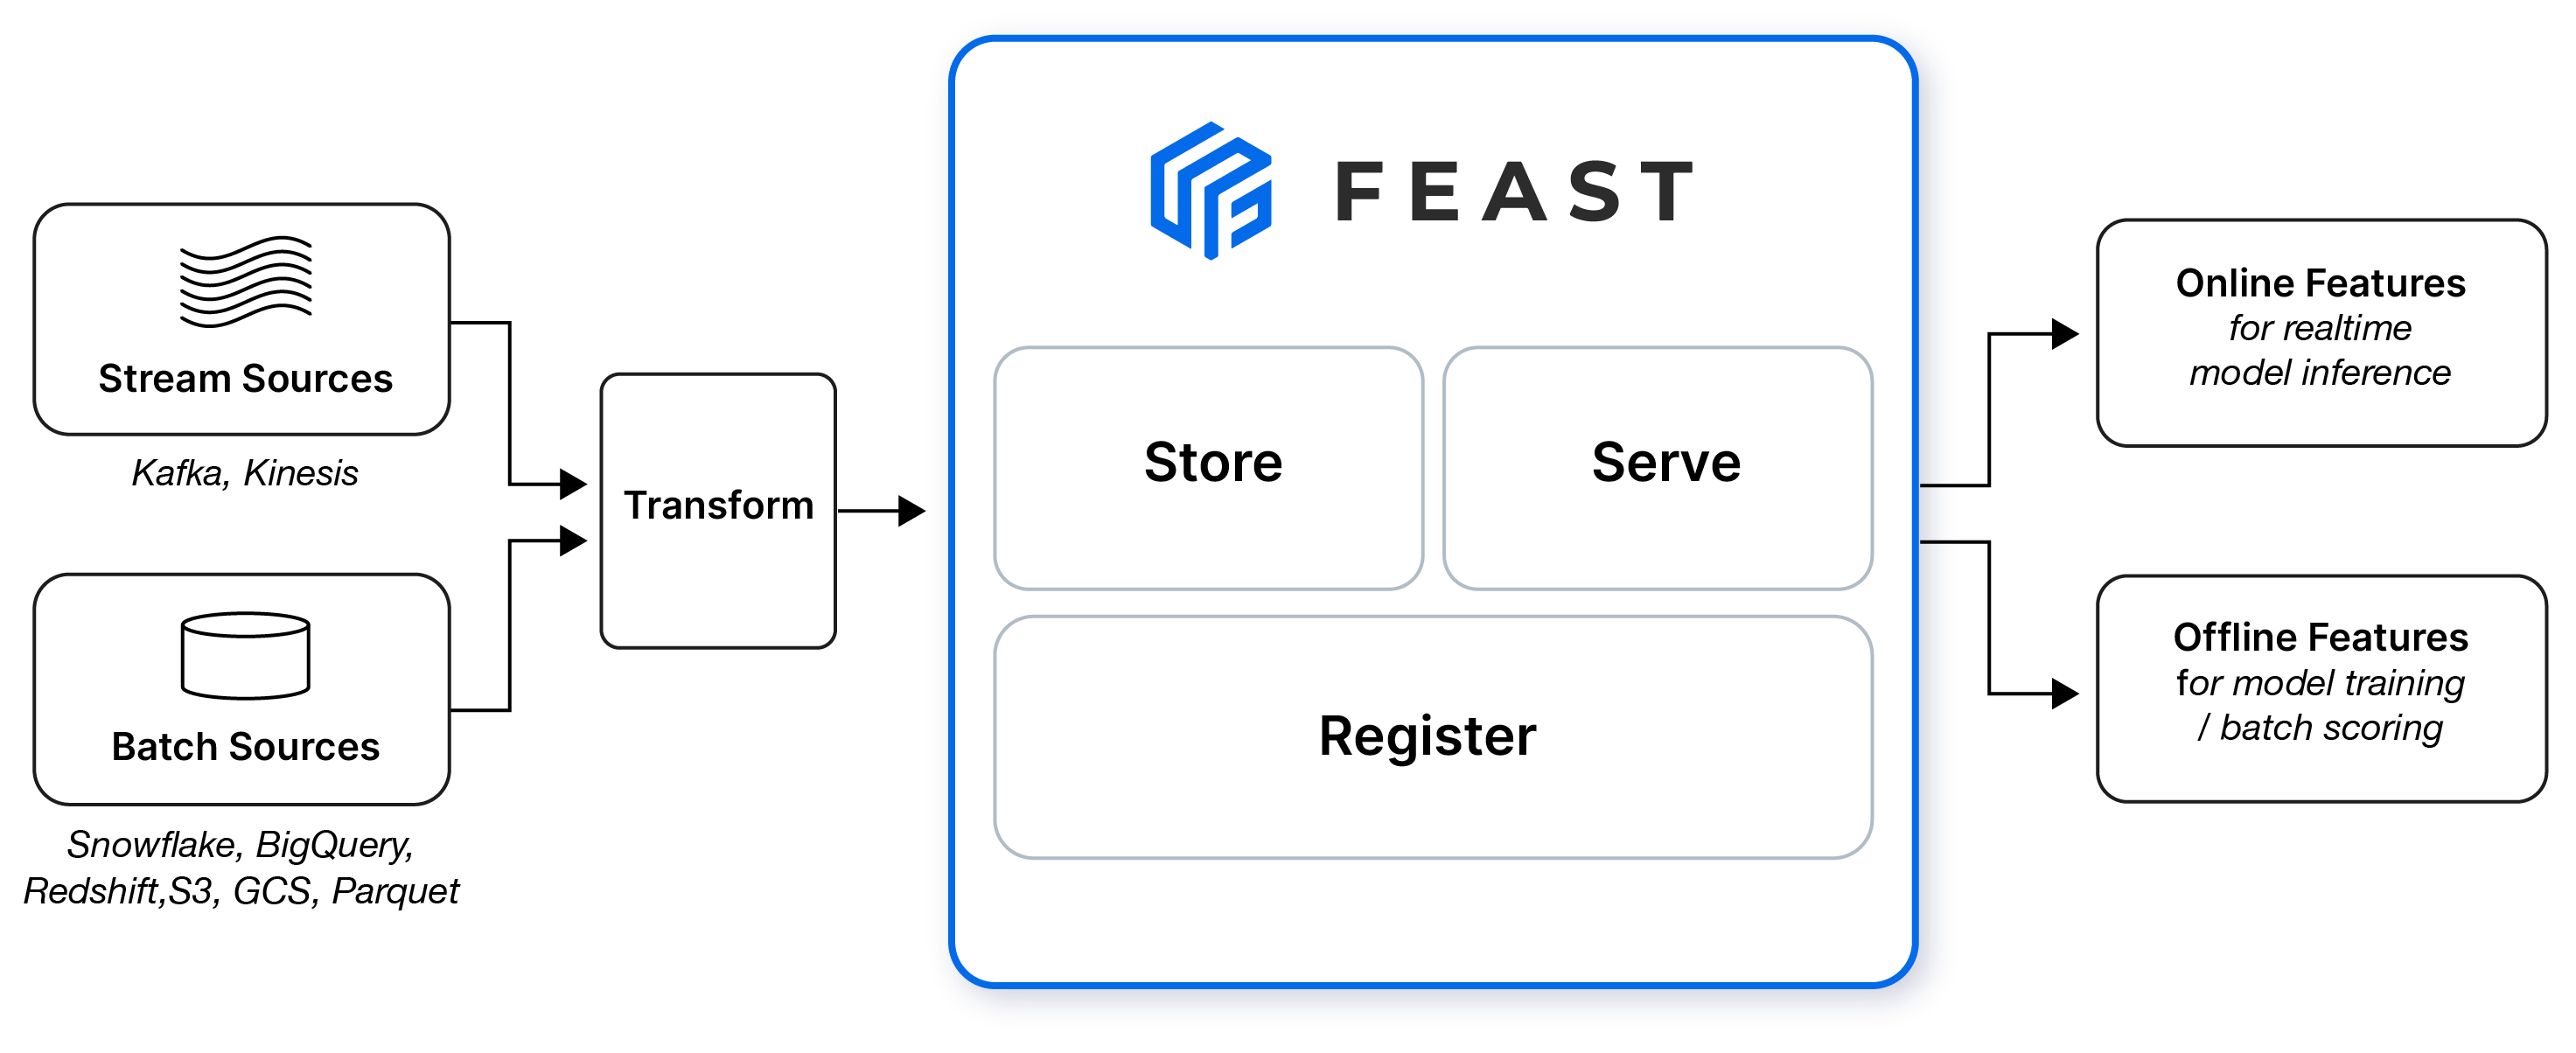 Stream Sources
Kafka, Kinesis
Batch Sources
Snowflake, BigQuery,
Redshift,S3, GCS, Parquet
Transform
FEAST
Store
Serve
Register
Online Features
for realtime
model inference
Offline Features
for model training
/ batch scoring